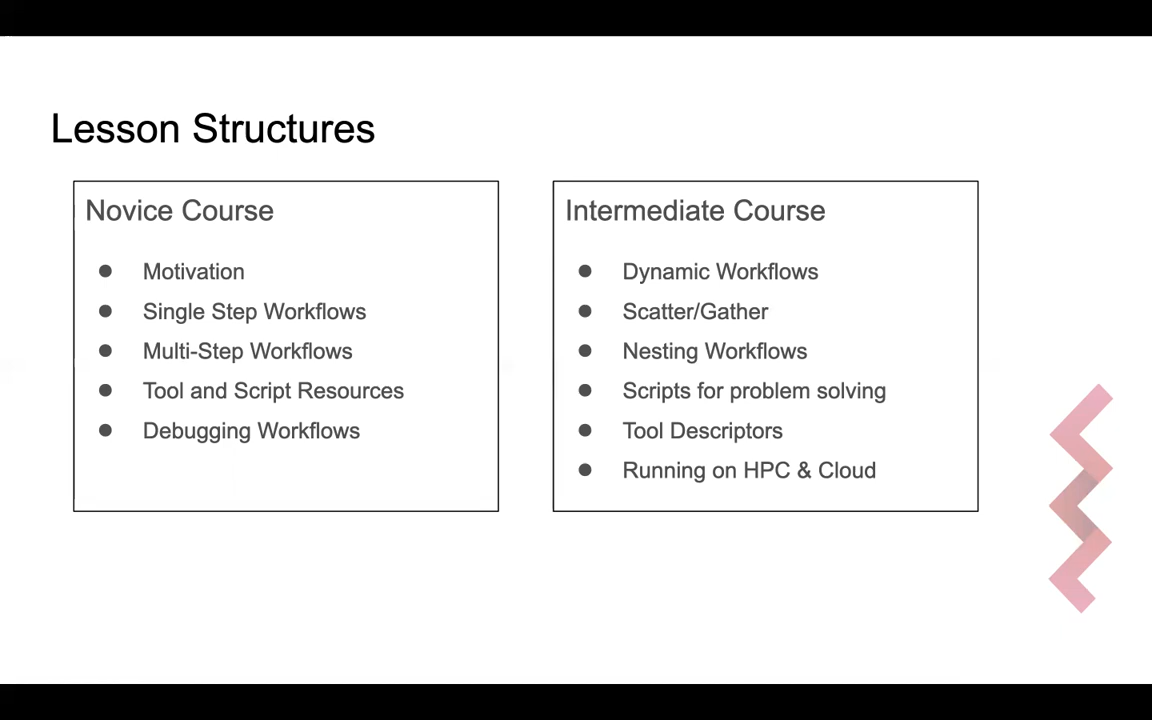 Lesson Structures
Novice Course
● Motivation
● Single Step Workflows
● Multi-Step Workflows
● Tool and Script Resources
● Debugging Workflows
Intermediate Course
● Dynamic Workflows
● Scatter/Gather
● Nesting Workflows
● Scripts for problem solving
● Tool Descriptors
● Running on HPC & Cloud